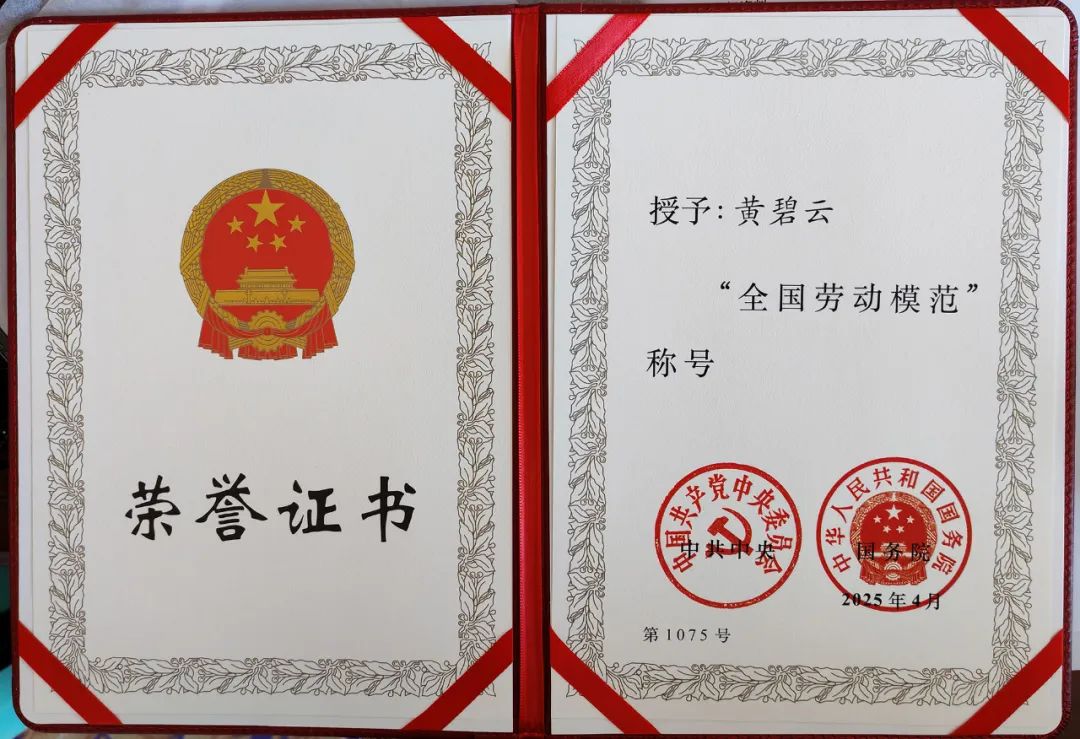 荣誉证书
授予：黄碧云
“全国劳动模范”
称号
中国共产党中央委员会
中共中央
中华人民共和国国务院
国务院
2025年4月
第1075号